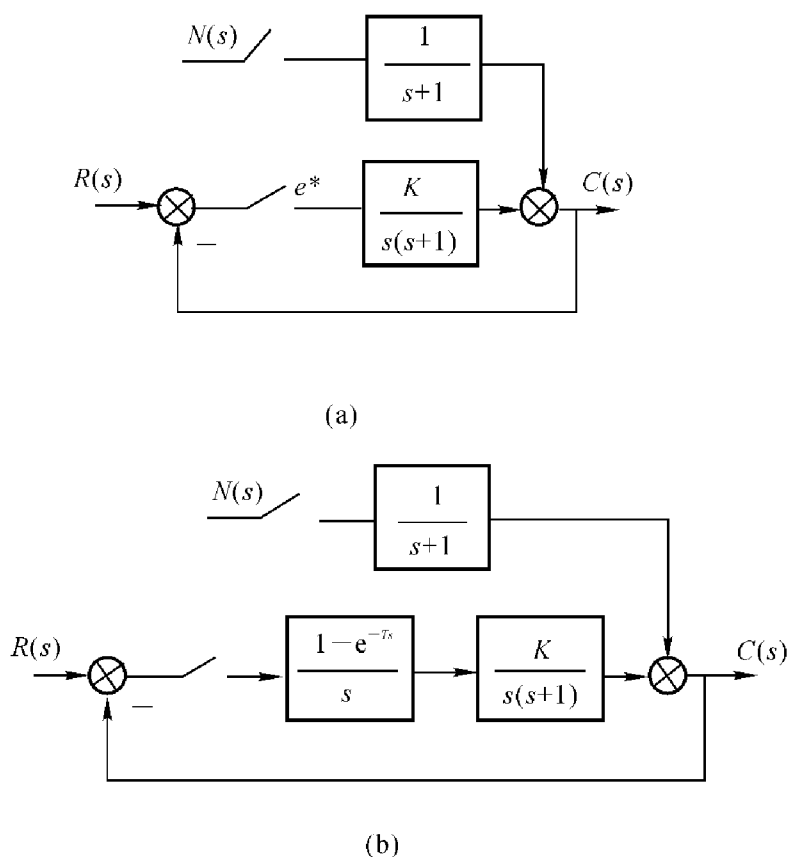 N(s)
1
s+1
R(s)
e*
K
s(s+1)
C(s)
−
(a)
N(s)
1
s+1
R(s)
1−e^{−Ts}
s
K
s(s+1)
C(s)
−
(b)